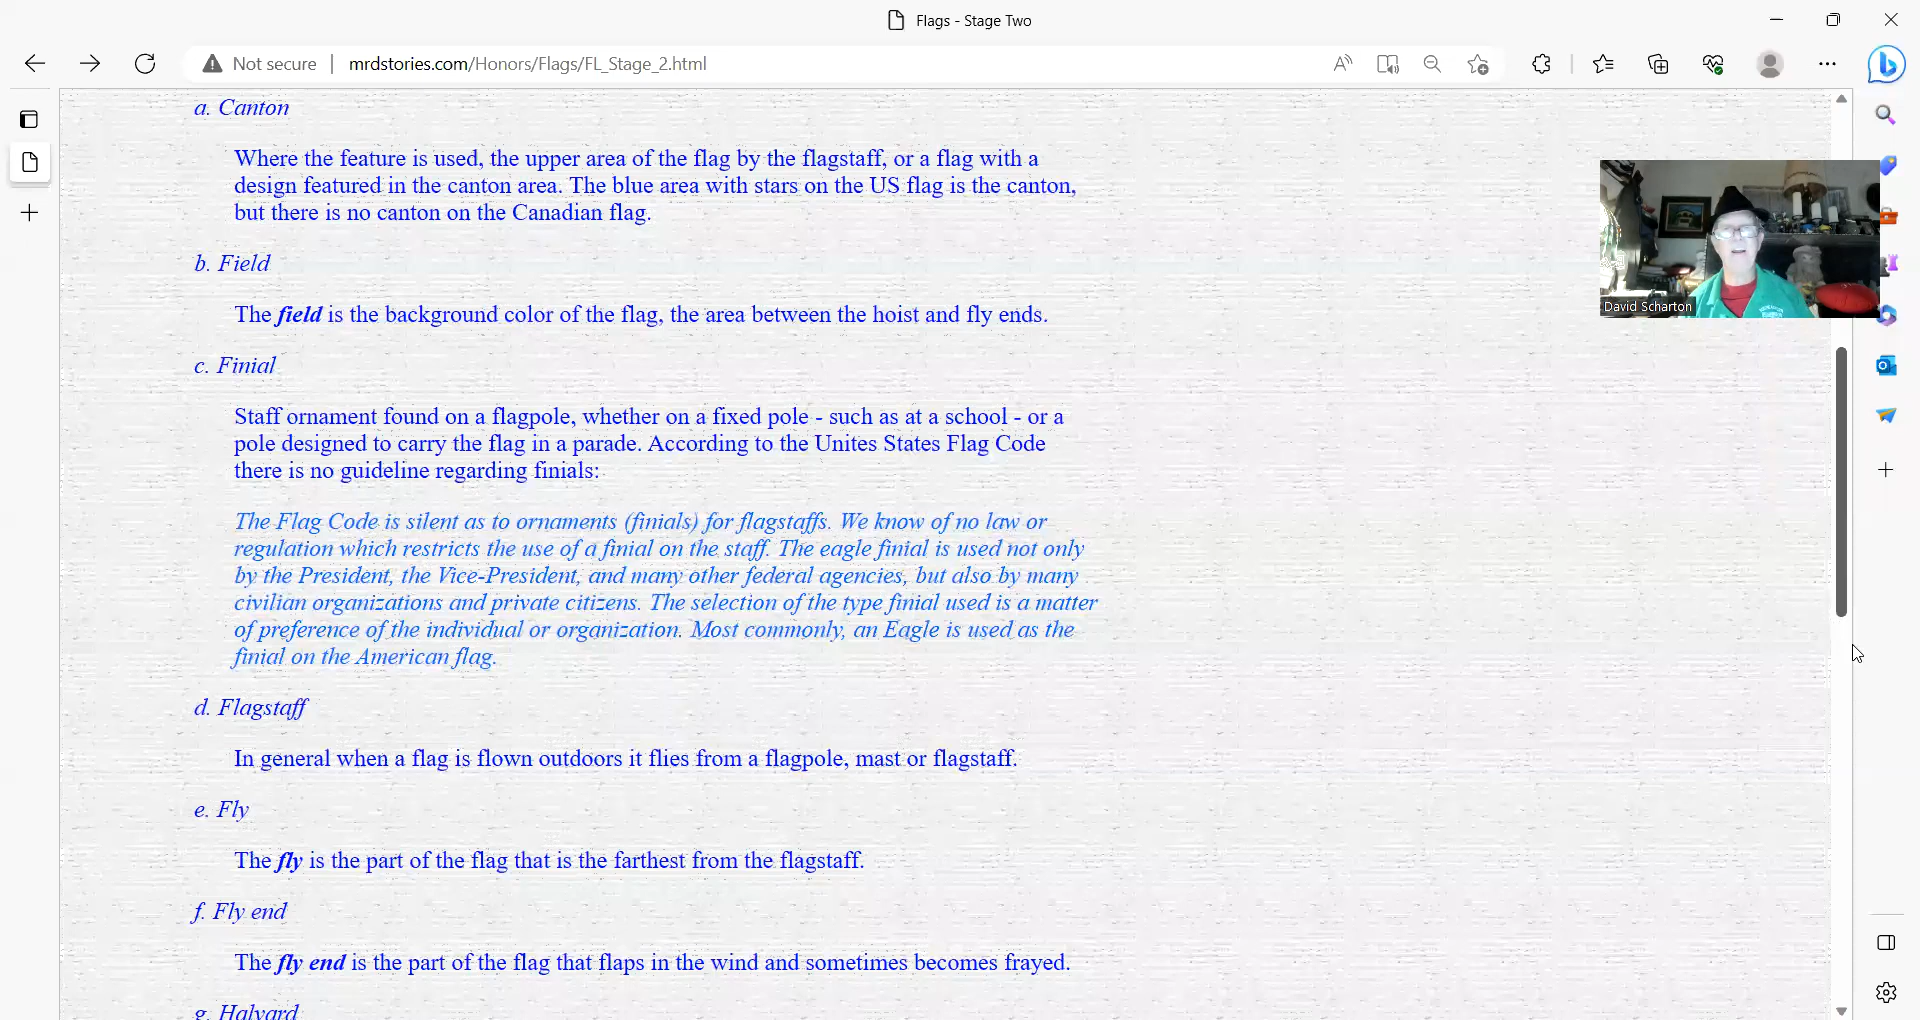 Flags - Stage Two
Not secure
mrdstories.com/Honors/Flags/FL_Stage_2.html
a. Canton
Where the feature is used, the upper area of the flag by the flagstaff, or a flag with a
design featured in the canton area. The blue area with stars on the US flag is the canton,
but there is no canton on the Canadian flag.
b. Field
The field is the background color of the flag, the area between the hoist and fly ends.
David Scharton
c. Finial
Staff ornament found on a flagpole, whether on a fixed pole - such as at a school - or a
pole designed to carry the flag in a parade. According to the Unites States Flag Code
there is no guideline regarding finials:
The Flag Code is silent as to ornaments (finials) for flagstaffs. We know of no law or
regulation which restricts the use of a finial on the staff. The eagle finial is used not only
by the President, the Vice-President, and many other federal agencies, but also by many
civilian organizations and private citizens. The selection of the type finial used is a matter
of preference of the individual or organization. Most commonly, an Eagle is used as the
finial on the American flag.
d. Flagstaff
In general when a flag is flown outdoors it flies from a flagpole, mast or flagstaff.
e. Fly
The fly is the part of the flag that is the farthest from the flagstaff.
f. Fly end
The fly end is the part of the flag that flaps in the wind and sometimes becomes frayed.
g. Halyard